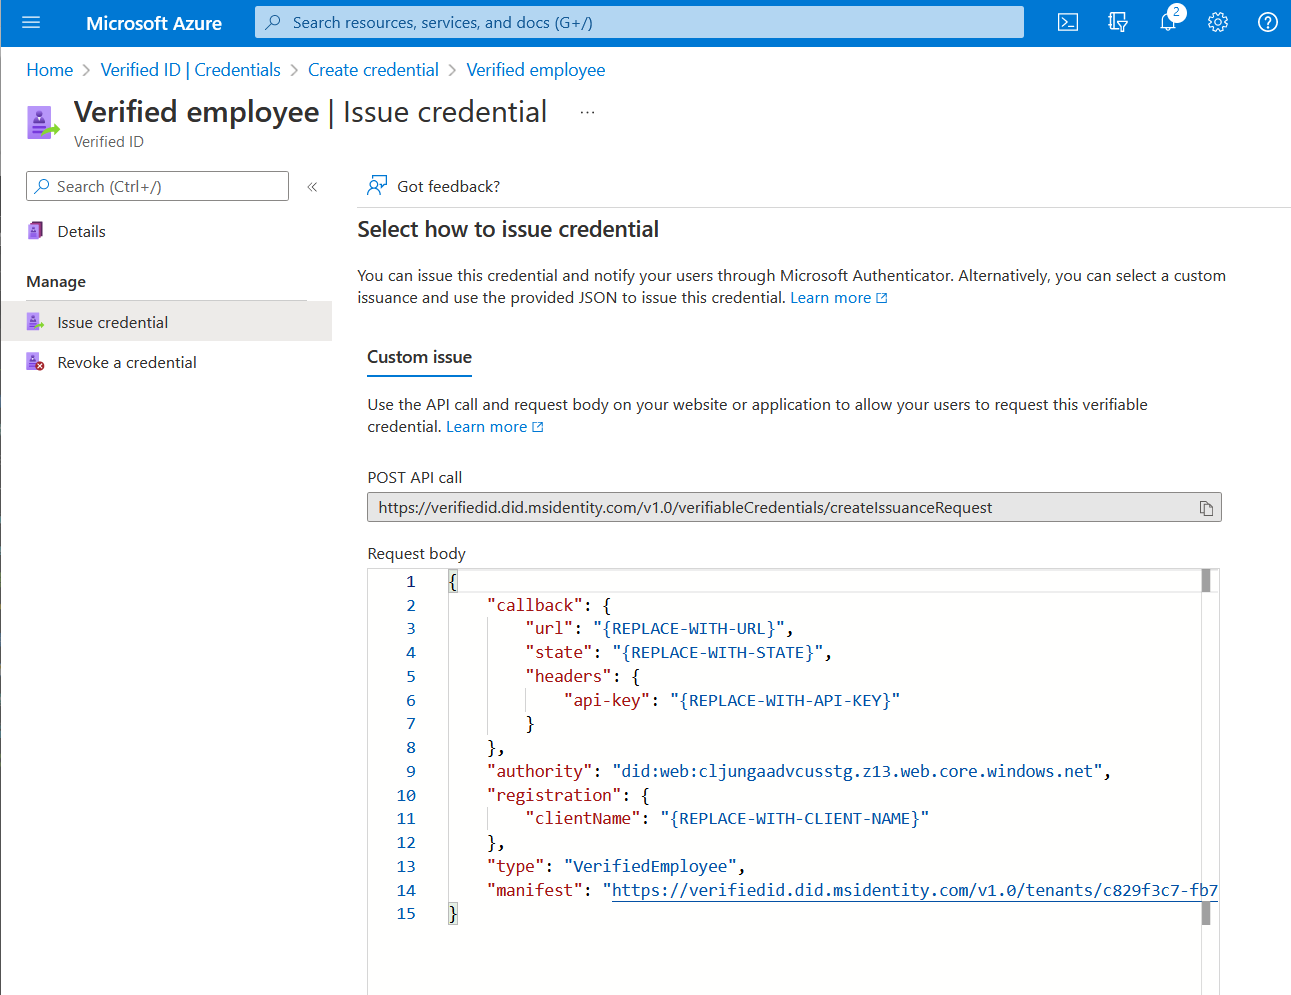 Microsoft Azure
Search resources, services, and docs (G+/)
2
Home > Verified ID | Credentials > Create credential > Verified employee
Verified employee | Issue credential ...
Verified ID
Search (Ctrl+/) «
Details
Manage
Issue credential
Revoke a credential
Got feedback?
Select how to issue credential
You can issue this credential and notify your users through Microsoft Authenticator. Alternatively, you can select a custom
issuance and use the provided JSON to issue this credential. Learn more
Custom issue
Use the API call and request body on your website or application to allow your users to request this verifiable
credential. Learn more
POST API call
https://verifiedid.did.msidentity.com/v1.0/verifiableCredentials/createIssuanceRequest
Request body
1 {
2 "callback": {
3 "url": "{REPLACE-WITH-URL}",
4 "state": "{REPLACE-WITH-STATE}",
5 "headers": {
6 "api-key": "{REPLACE-WITH-API-KEY}"
7 }
8 },
9 "authority": "did:web:cljungaadvcusstg.z13.web.core.windows.net",
10 "registration": {
11 "clientName": "{REPLACE-WITH-CLIENT-NAME}"
12 },
13 "type": "VerifiedEmployee",
14 "manifest": "https://verifiedid.did.msidentity.com/v1.0/tenants/c829f3c7-fb7
15 }